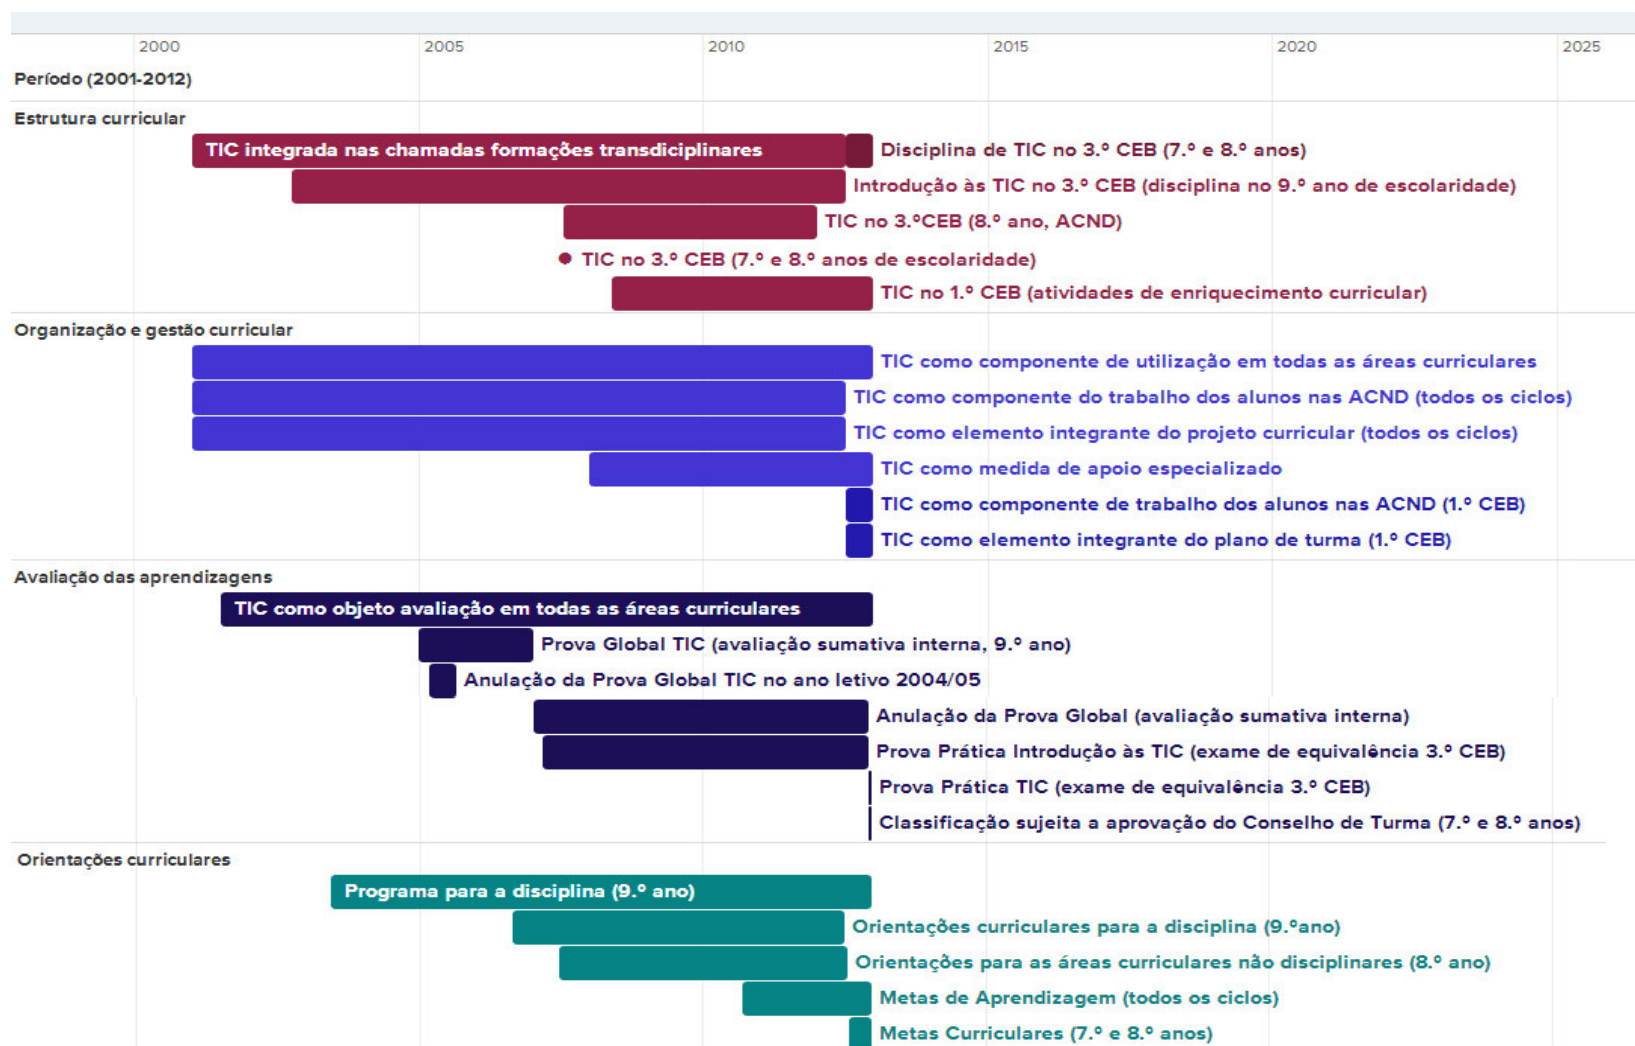 2000 2005 2010 2015 2020 2025
Período (2001-2012)
Estrutura curricular
TIC integrada nas chamadas formações transdiciplinares
Disciplina de TIC no 3.º CEB (7.º e 8.º anos)
Introdução às TIC no 3.º CEB (disciplina no 9.º ano de escolaridade)
TIC no 3.ºCEB (8.º ano, ACND)
TIC no 3.º CEB (7.º e 8.º anos de escolaridade)
TIC no 1.º CEB (atividades de enriquecimento curricular)
Organização e gestão curricular
TIC como componente de utilização em todas as áreas curriculares
TIC como componente do trabalho dos alunos nas ACND (todos os ciclos)
TIC como elemento integrante do projeto curricular (todos os ciclos)
TIC como medida de apoio especializado
TIC como componente de trabalho dos alunos nas ACND (1.º CEB)
TIC como elemento integrante do plano de turma (1.º CEB)
Avaliação das aprendizagens
TIC como objeto avaliação em todas as áreas curriculares
Prova Global TIC (avaliação sumativa interna, 9.º ano)
Anulação da Prova Global TIC no ano letivo 2004/05
Anulação da Prova Global (avaliação sumativa interna)
Prova Prática Introdução às TIC (exame de equivalência 3.º CEB)
Prova Prática TIC (exame de equivalência 3.º CEB)
Classificação sujeita a aprovação do Conselho de Turma (7.º e 8.º anos)
Orientações curriculares
Programa para a disciplina (9.º ano)
Orientações curriculares para a disciplina (9.ºano)
Orientações para as áreas curriculares não disciplinares (8.º ano)
Metas de Aprendizagem (todos os ciclos)
Metas Curriculares (7.º e 8.º anos)